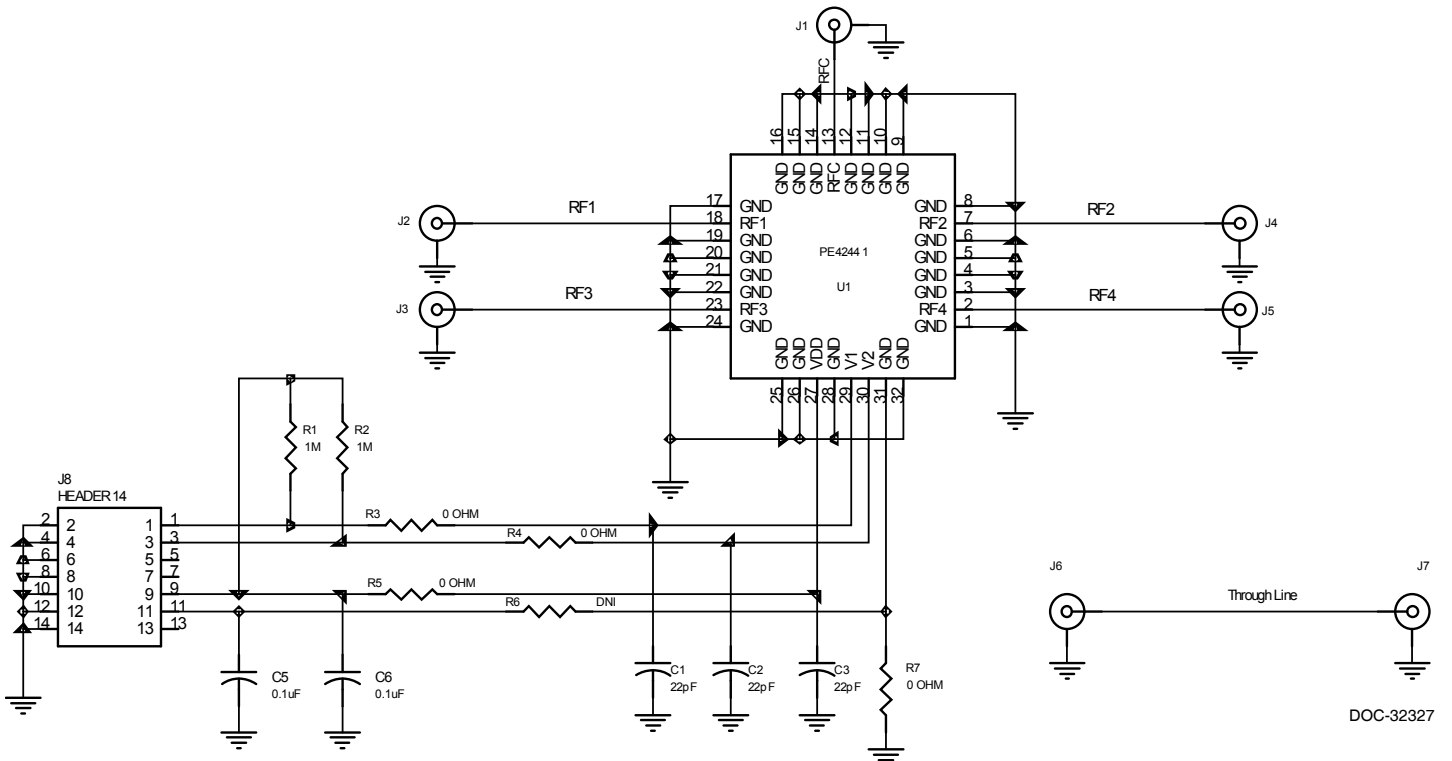 J1
RFC
16
15
14
13
12
11
10
9
GND
GND
GND
RFC
GND
GND
GND
GND
J2
RF1
17
GND
18
RF1
19
GND
20
GND
21
GND
22
GND
J3
RF3
23
RF3
24
GND
PE4244 1
U1
GND
8
RF2
7
RF2
J4
GND
6
GND
5
GND
4
GND
3
RF4
2
RF4
J5
GND
1
GND
GND
VDD
GND
V1
V2
GND
GND
25
26
27
28
29
30
31
32
R1
1M
R2
1M
J8
HEADER 14
2
2
1
1
4
4
3
3
6
6
5
5
8
8
7
7
10
10
9
9
12
12
11
11
14
14
13
13
R3
0 OHM
R4
0 OHM
R5
0 OHM
R6
DNI
C5
0.1uF
C6
0.1uF
C1
22pF
C2
22pF
C3
22pF
R7
0 OHM
J6
Through Line
J7
DOC-32327